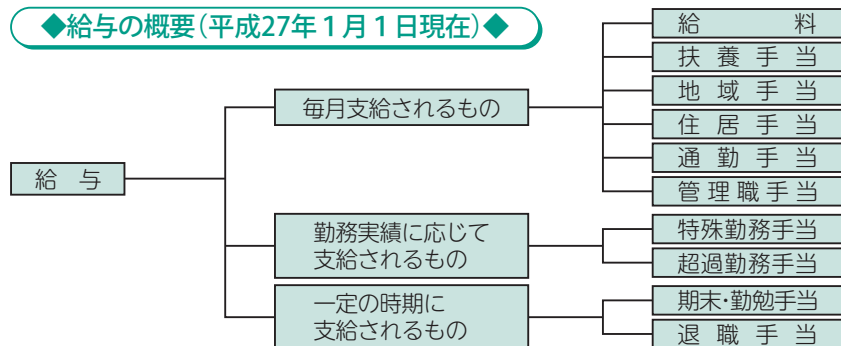 ◆給与の概要(平成27年1月1日現在)◆
給与
毎月支給されるもの
給料
扶養手当
地域手当
住居手当
通勤手当
管理職手当
勤務実績に応じて
支給されるもの
特殊勤務手当
超過勤務手当
一定の時期に
支給されるもの
期末・勤勉手当
退職手当